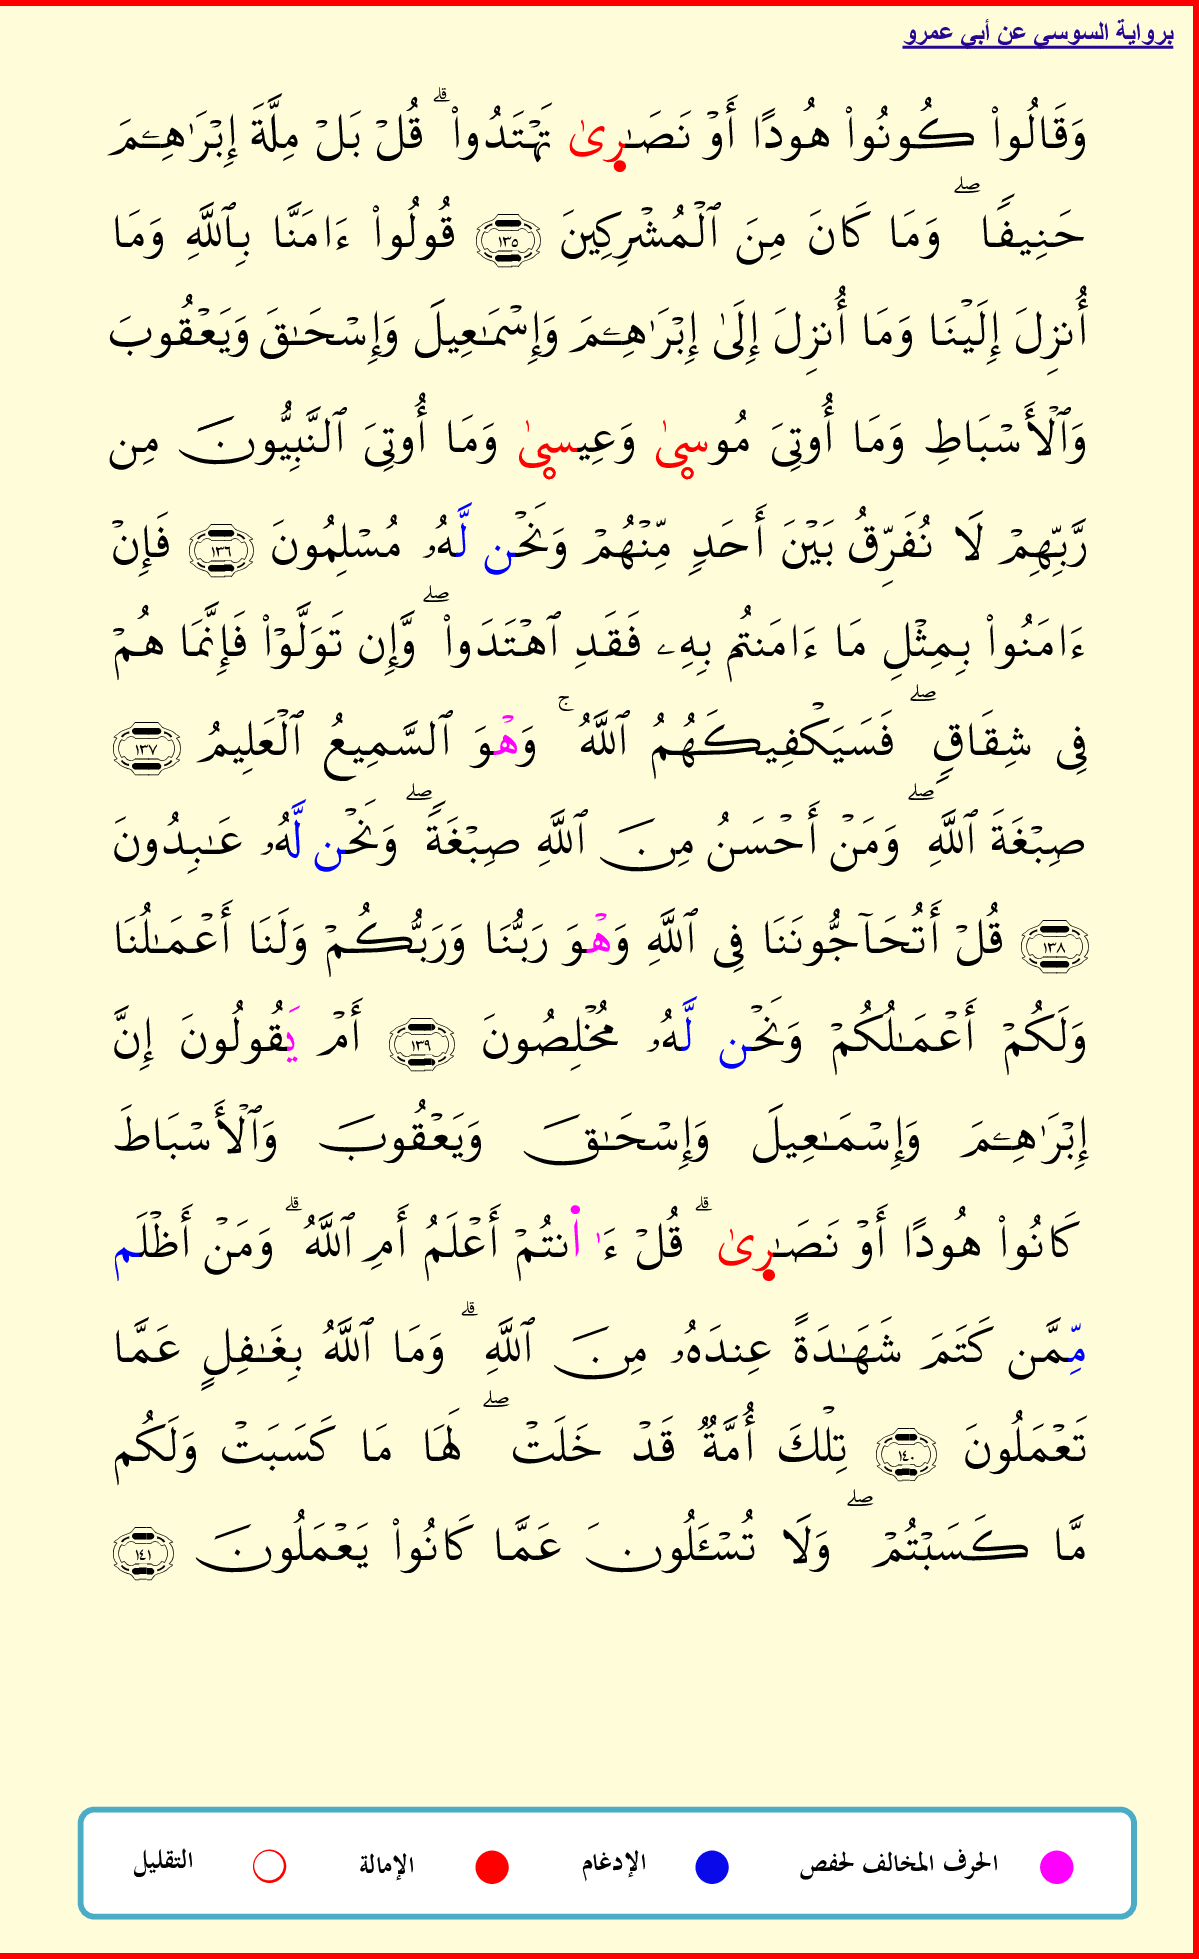 برواية السوسي عن أبي عمرو
وَقَالُوا۟ كُونُوا۟ هُودًا أَوْ نَصَـٰرِىٰ تَهْتَدُوا۟ ۗ قُلْ بَلْ مِلَّةَ إِبْرَٰهِـۧمَ
حَنِيفًا ۖ وَمَا كَانَ مِنَ ٱلْمُشْرِكِينَ ١٣٥ قُولُوا۟ ءَامَنَّا بِٱللَّهِ وَمَا
أُنزِلَ إِلَيْنَا وَمَا أُنزِلَ إِلَىٰ إِبْرَٰهِـۧمَ وَإِسْمَـٰعِيلَ وَإِسْحَـٰقَ وَيَعْقُوبَ
وَٱلْأَسْبَاطِ وَمَا أُوتِىَ مُوسىٰ وَعِيسىٰ وَمَا أُوتِىَ ٱلنَّبِيُّونَ مِن
رَّبِّهِمْ لَا نُفَرِّقُ بَيْنَ أَحَدٍ مِّنْهُمْ وَنَحْن لَّهُۥ مُسْلِمُونَ ١٣٦ فَإِنْ
ءَامَنُوا۟ بِمِثْلِ مَا ءَامَنتُم بِهِۦ فَقَدِ ٱهْتَدَوا۟ ۖ وَّإِن تَوَلَّوْا۟ فَإِنَّمَا هُمْ
فِى شِقَاقٍ ۖ فَسَيَكْفِيكَهُمُ ٱللَّهُ ۚ وَهْوَ ٱلسَّمِيعُ ٱلْعَلِيمُ ١٣٧
صِبْغَةَ ٱللَّهِ ۖ وَمَنْ أَحْسَنُ مِنَ ٱللَّهِ صِبْغَةً ۖ وَنَحْن لَّهُۥ عَـٰبِدُونَ
١٣٨ قُلْ أَتُحَآجُّونَنَا فِى ٱللَّهِ وَهْوَ رَبُّنَا وَرَبُّكُمْ وَلَنَا أَعْمَـٰلُنَا
وَلَكُمْ أَعْمَـٰلُكُمْ وَنَحْن لَّهُۥ مُخْلِصُونَ ١٣٩ أَمْ يَقُولُونَ إِنَّ
إِبْرَٰهِـۧمَ وَإِسْمَـٰعِيلَ وَإِسْحَـٰقَ وَيَعْقُوبَ وَٱلْأَسْبَاطَ
كَانُوا۟ هُودًا أَوْ نَصَـٰرِىٰ ۗ قُلْ ءَٰا۬نتُمْ أَعْلَمُ أَمِ ٱللَّهُ ۗ وَمَنْ أَظْلَم
مِّمَّن كَتَمَ شَهَـٰدَةً عِندَهُۥ مِنَ ٱللَّهِ ۗ وَمَا ٱللَّهُ بِغَـٰفِلٍ عَمَّا
تَعْمَلُونَ ١٤٠ تِلْكَ أُمَّةٌ قَدْ خَلَتْ ۖ لَهَا مَا كَسَبَتْ وَلَكُم
مَّا كَسَبْتُمْ ۖ وَلَا تُسْـَٔلُونَ عَمَّا كَانُوا۟ يَعْمَلُونَ ١٤١
الحرف المخالف لحفص الإدغام الإمالة التقليل